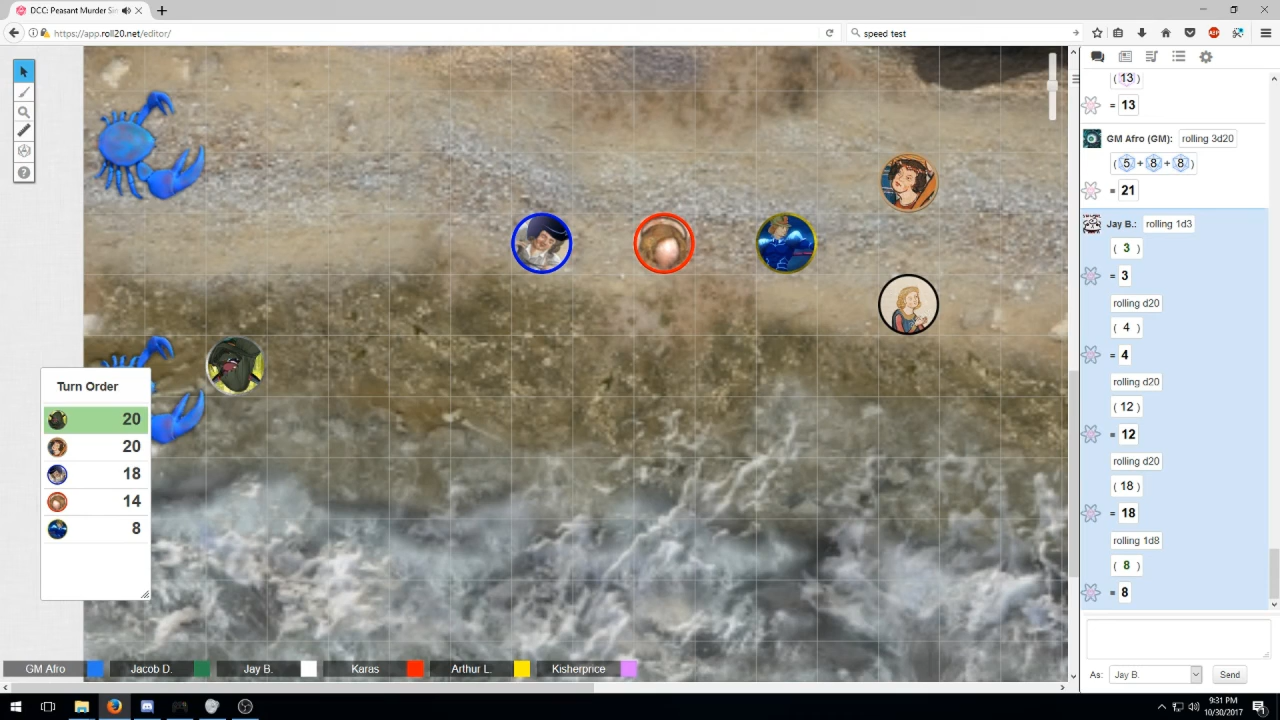 DCC: Peasant Murder Sim
https://app.roll20.net/editor/
speed test
ABP
( 13 )
= 13
GM Afro (GM): rolling 3d20
( 5 + 8 + 8 )
= 21
Jay B.: rolling 1d3
( 3 )
= 3
rolling d20
( 4 )
= 4
rolling d20
( 12 )
= 12
rolling d20
( 18 )
= 18
rolling 1d8
( 8 )
= 8
Turn Order
20
20
18
14
8
GM Afro
Jacob D.
Jay B.
Karas
Arthur L.
Kisherprice
As: Jay B. Send
9:31 PM
10/30/2017
1